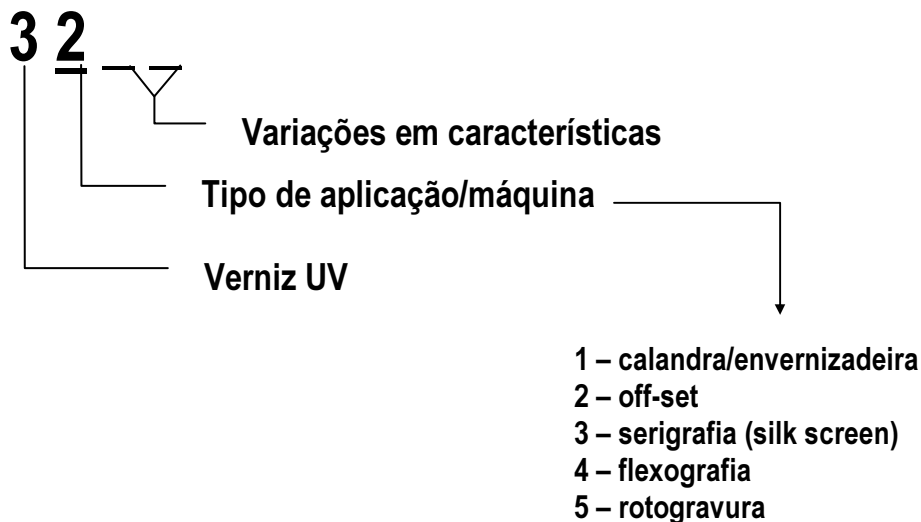 3 2 _ _
Variações em características
Tipo de aplicação/máquina
Verniz UV
1 – calandra/envernizadeira
2 – off-set
3 – serigrafia (silk screen)
4 – flexografia
5 – rotogravura